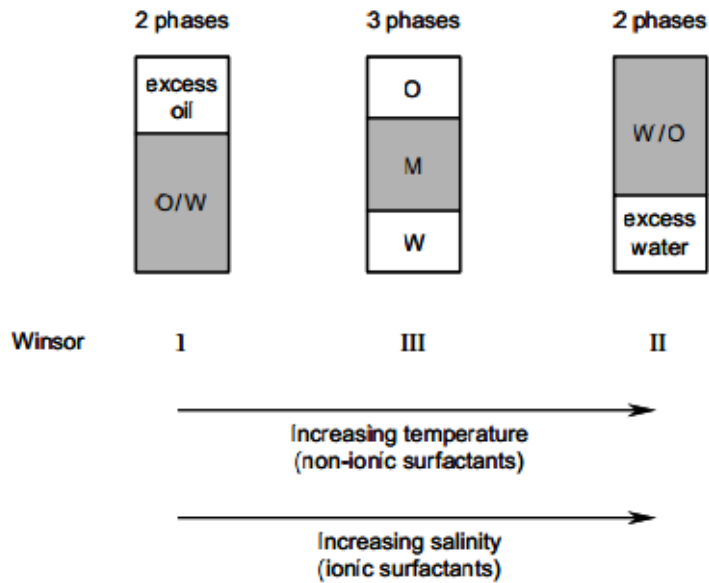 2 phases 3 phases 2 phases
excess
oil
O/W
O
M
W
W/O
excess
water
Winsor 1 III II
Increasing temperature
(non-ionic surfactants)
Increasing salinity
(ionic surfactants)